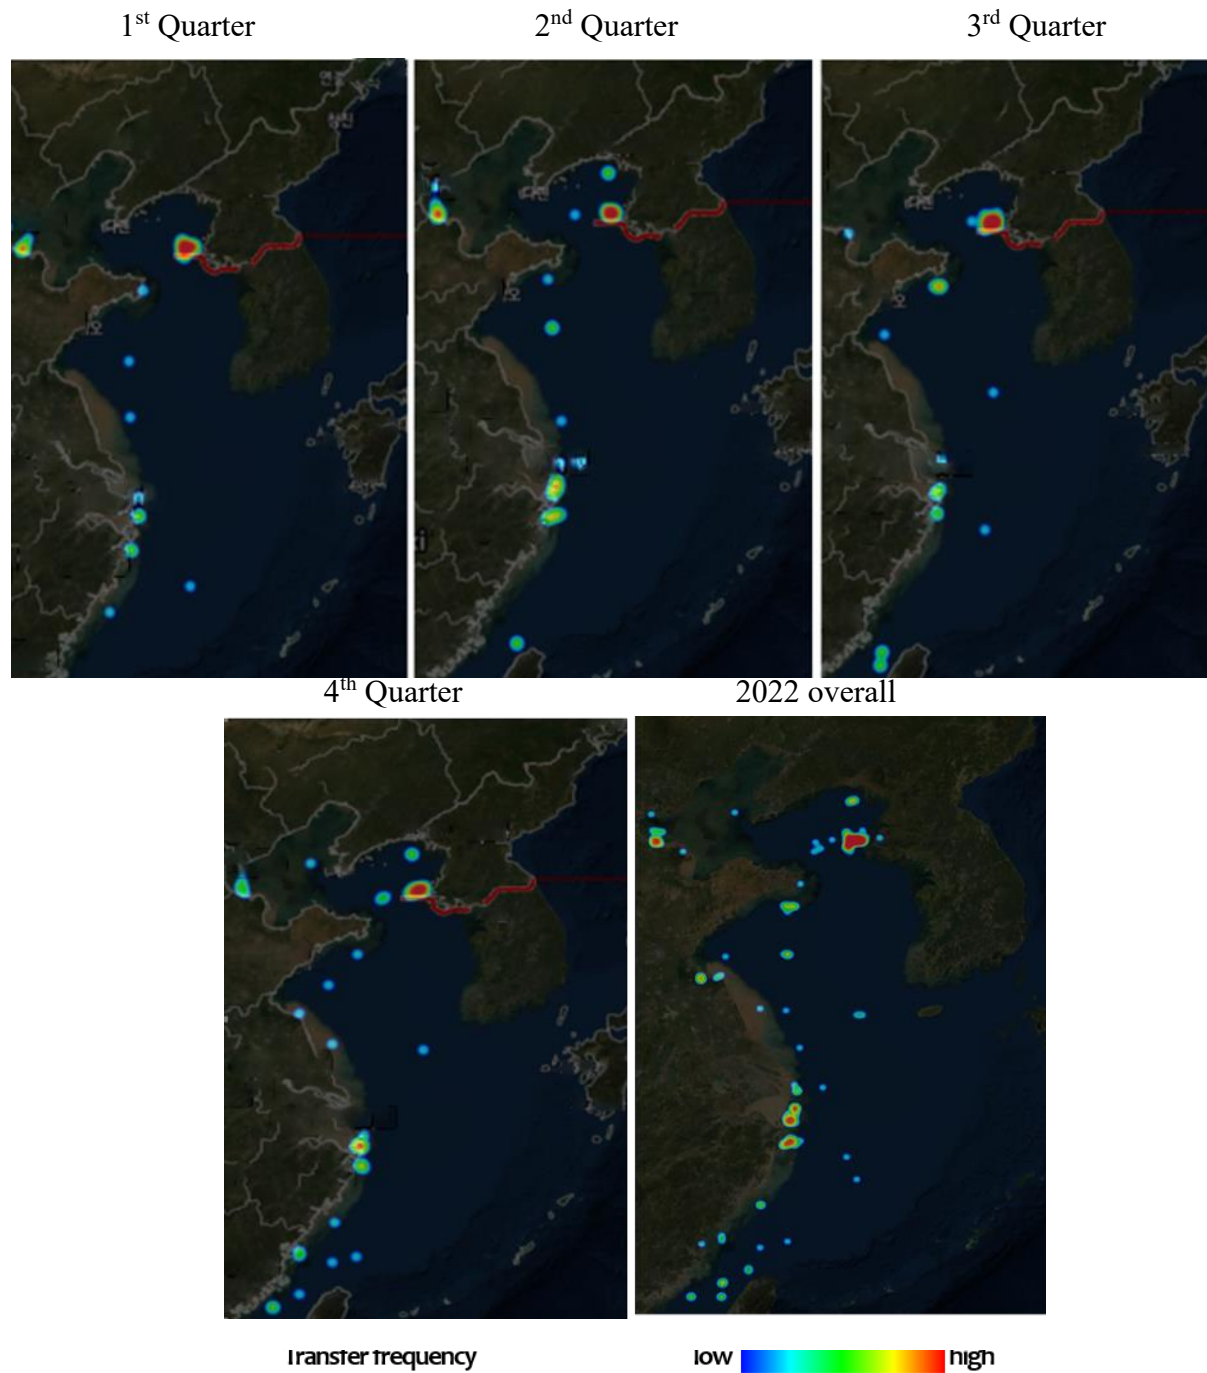 1st Quarter
2nd Quarter
3rd Quarter
4th Quarter
2022 overall
Transfer frequency
low
high